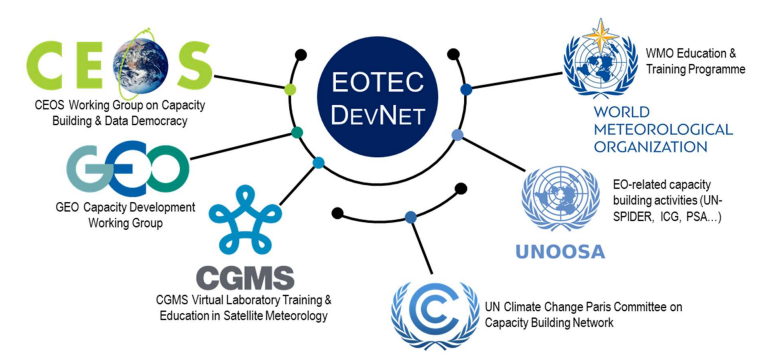 CEOS
CEOS Working Group on Capacity
Building & Data Democracy
GEO
GEO Capacity Development
Working Group
CGMS
CGMS Virtual Laboratory Training &
Education in Satellite Meteorology
EOTEC
DEVNET
WMO Education &
Training Programme
WORLD
METEOROLOGICAL
ORGANIZATION
EO-related capacity
building activities (UN-
SPIDER, ICG, PSA...)
UNOOSA
UN Climate Change Paris Committee on
Capacity Building Network